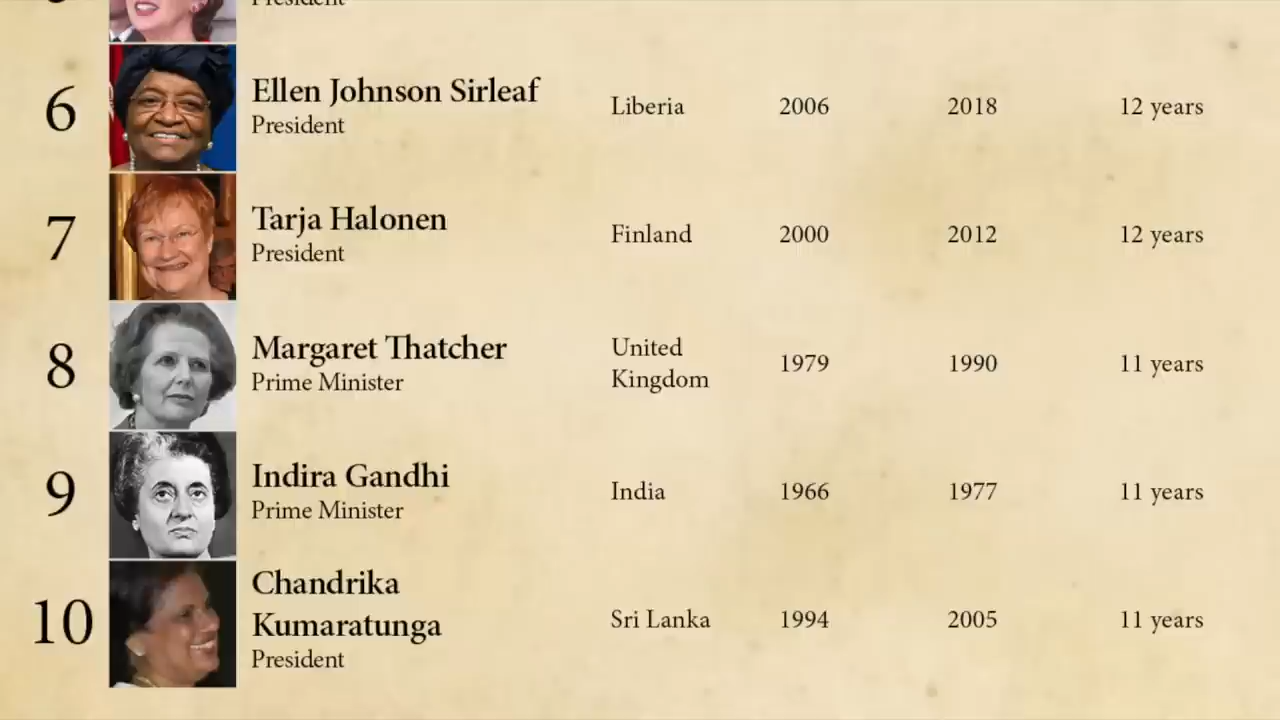 President
6 Ellen Johnson Sirleaf Liberia 2006 2018 12 years
President
7 Tarja Halonen Finland 2000 2012 12 years
President
8 Margaret Thatcher United Kingdom 1979 1990 11 years
Prime Minister
9 Indira Gandhi India 1966 1977 11 years
Prime Minister
10 Chandrika
Kumaratunga Sri Lanka 1994 2005 11 years
President